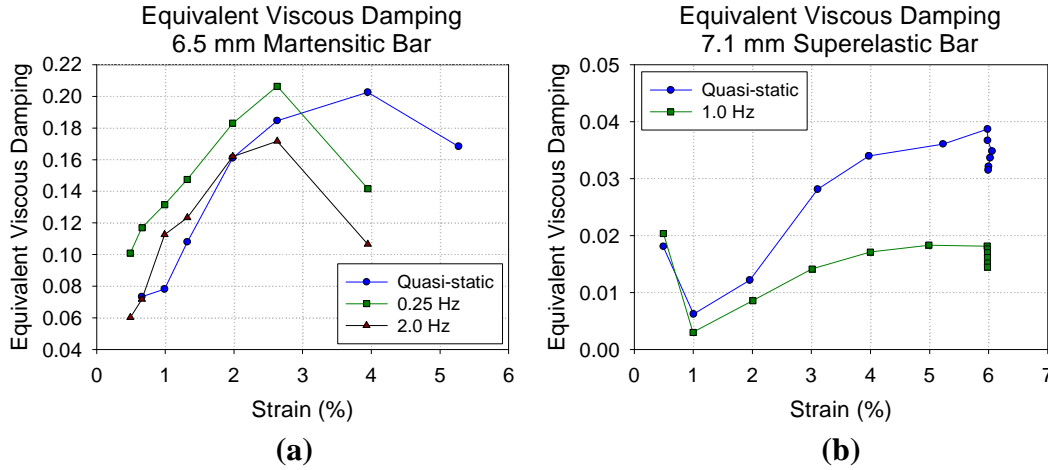 Equivalent Viscous Damping
6.5 mm Martensitic Bar
Equivalent Viscous Damping
0.22
0.20
0.18
0.16
0.14
0.12
0.10
0.08
0.06
0.04
Quasi-static
0.25 Hz
2.0 Hz
0 1 2 3 4 5 6
Strain (%)
(a)
Equivalent Viscous Damping
7.1 mm Superelastic Bar
Equivalent Viscous Damping
0.05
0.04
0.03
0.02
0.01
0.00
Quasi-static
1.0 Hz
0 1 2 3 4 5 6 7
Strain (%)
(b)